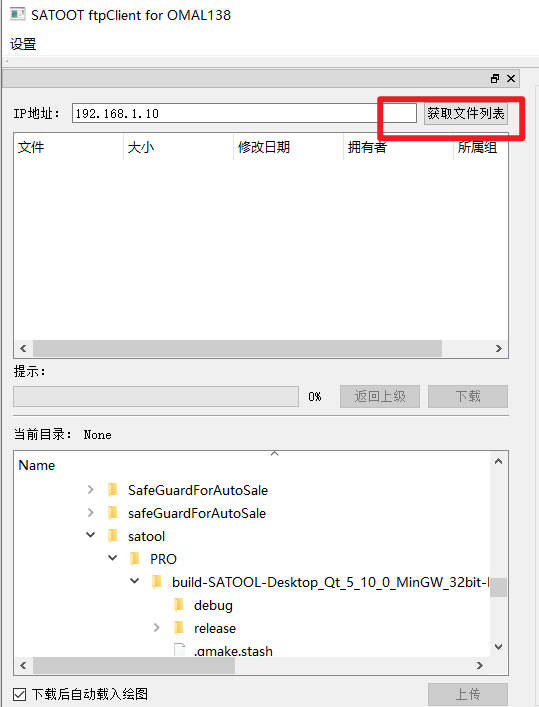 SATOOT ftpClient for OMAL138
设置
IP地址: 192.168.1.10 获取文件列表
文件 大小 修改日期 拥有者 所属组
提示:
0% 返回上级 下载
当前目录: None
Name
SafeGuardForAutoSale
safeGuardForAutoSale
satool
PRO
build-SATOOL-Desktop_Qt_5_10_0_MinGW_32bit-
debug
release
.qmake.stash
下载后自动载入绘图 上传